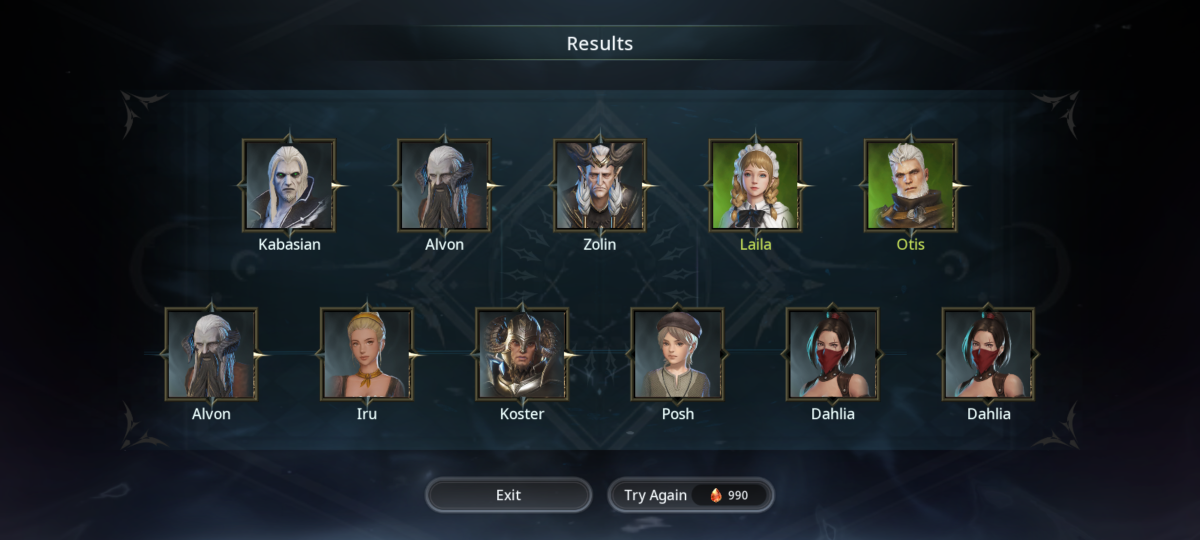 Results
Kabasian
Alvon
Zolin
Laila
Otis
Alvon
Iru
Koster
Posh
Dahlia
Dahlia
Exit
Try Again 990